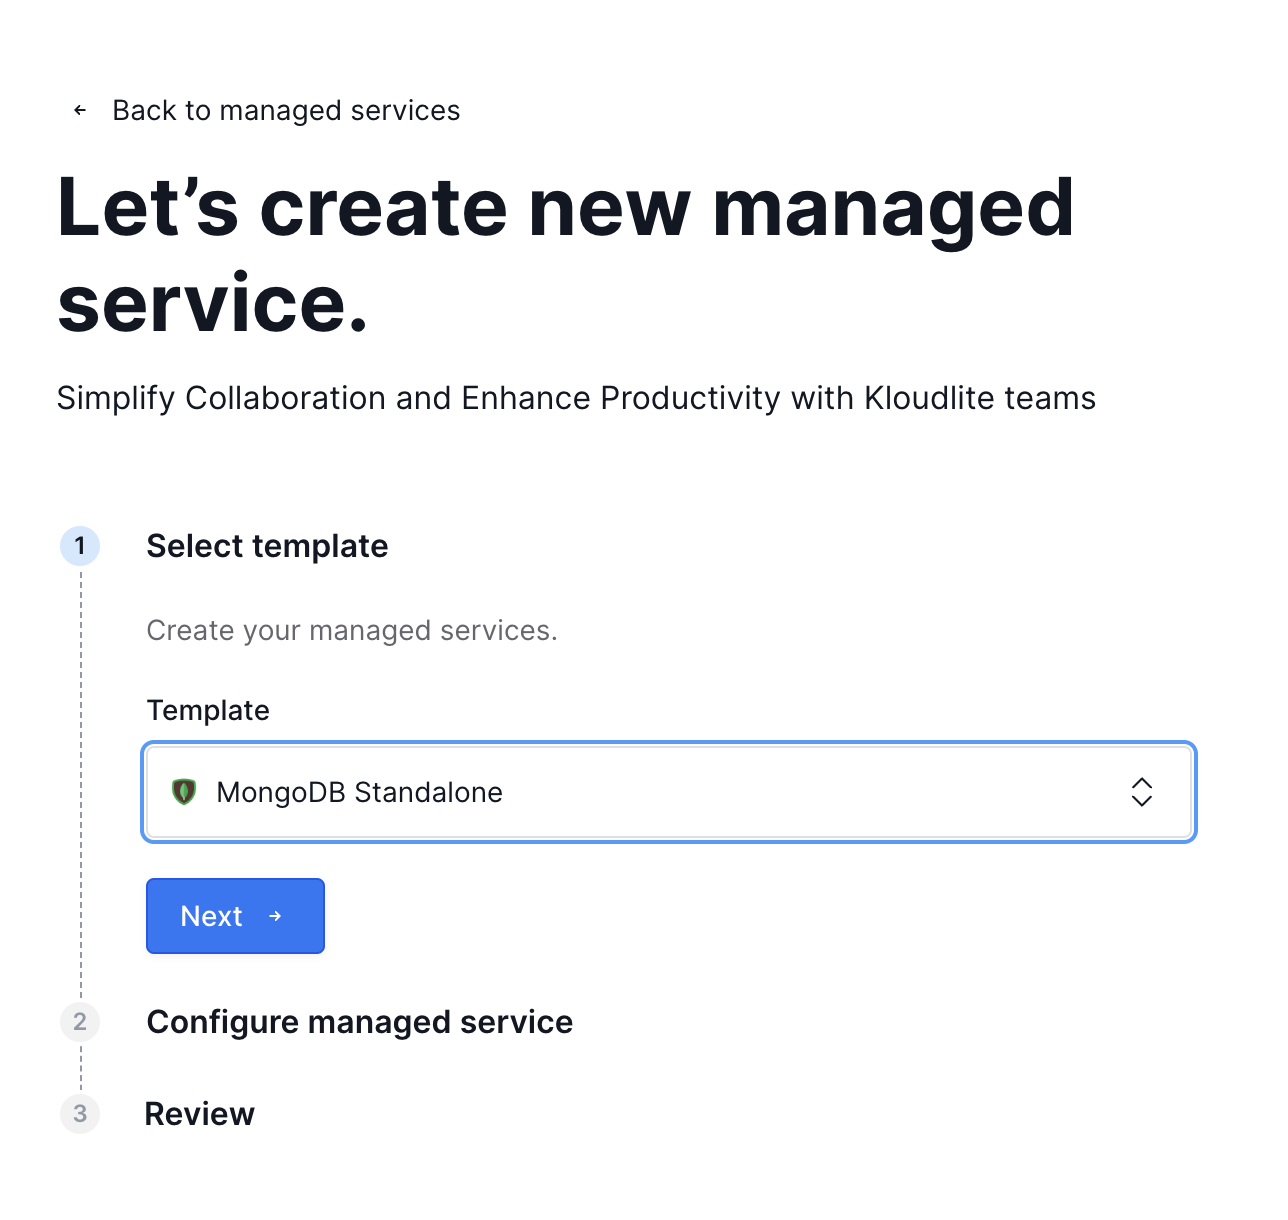 Back to managed services
Let’s create new managed
service.
Simplify Collaboration and Enhance Productivity with Kloudlite teams
1 Select template
Create your managed services.
Template
MongoDB Standalone
Next
2 Configure managed service
3 Review